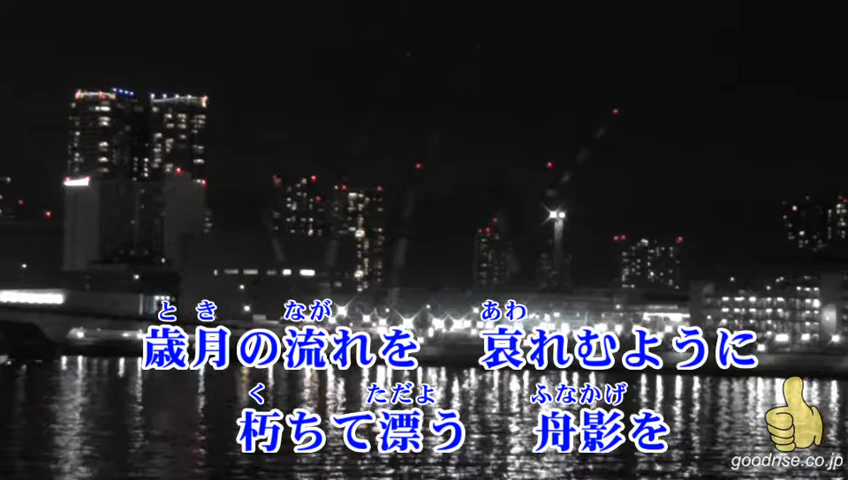 とき なが あわ
歳月の流れを 哀れむように
く ただよ ふなかげ
朽ちて漂う 舟影を
goodrise.co.jp